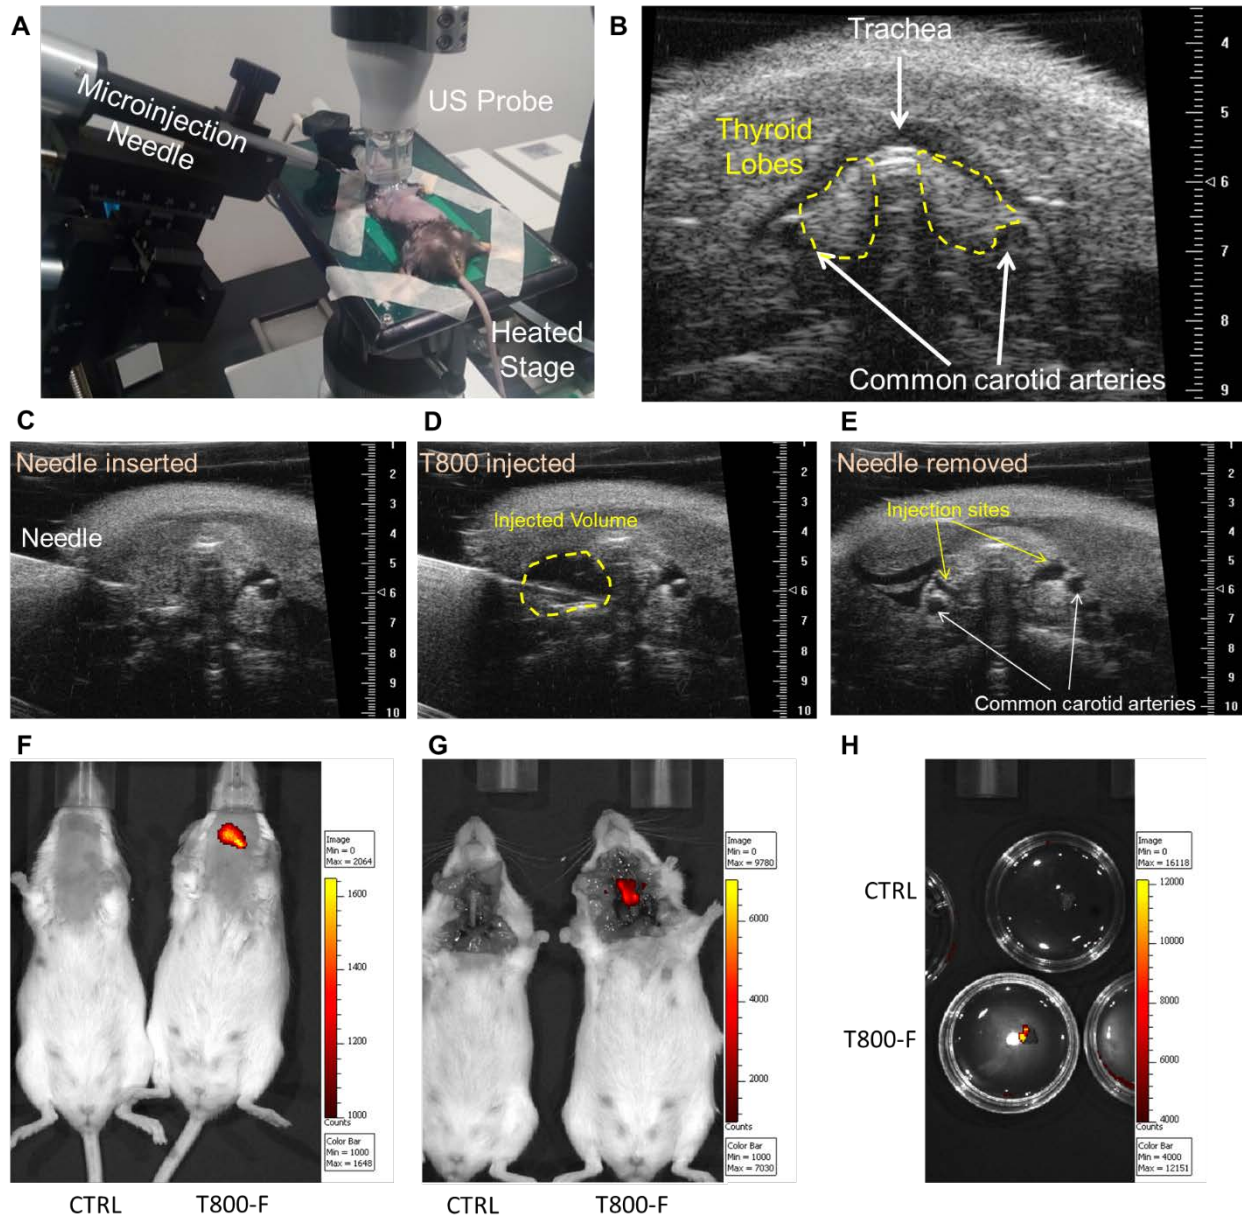 A
Microinjection
Needle
US Probe
Heated
Stage
B
Trachea
Thyroid
Lobes
Common carotid arteries
4
5
6
7
8
9
C
Needle inserted
Needle
1
2
3
4
5
6
7
8
9
10
D
T800 injected
Injected Volume
1
2
3
4
5
6
7
8
9
10
E
Needle removed
Injection sites
Common carotid arteries
1
2
3
4
5
6
7
8
9
10
F
Image
Min = 0
Max = 2064
1600
1400
1200
1000
Counts
Color Bar
Min = 1000
Max = 1648
CTRL
T800-F
G
Image
Min = 0
Max = 9780
6000
4000
2000
Counts
Color Bar
Min = 1000
Max = 7030
CTRL
T800-F
H
CTRL
T800-F
Image
Min = 0
Max = 16118
12000
10000
8000
6000
4000
Counts
Color Bar
Min = 4000
Max = 12151